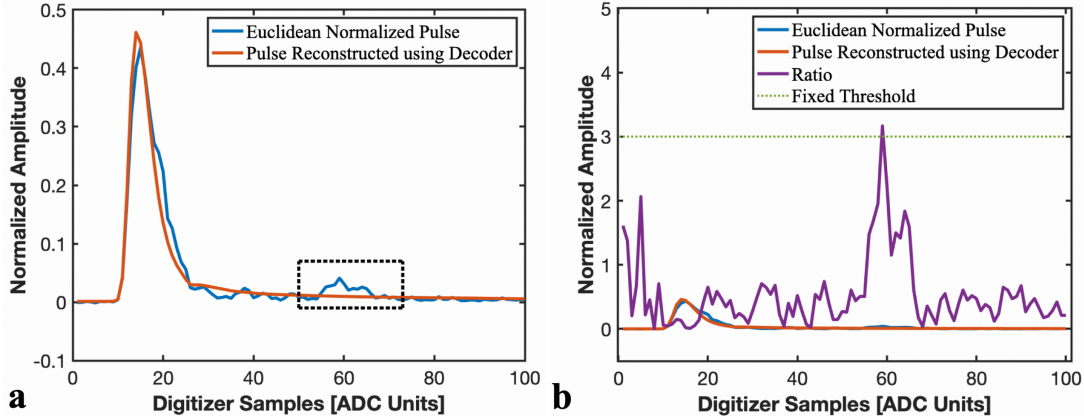 0.5
0.4
0.3
0.2
0.1
0
-0.1
Normalized Amplitude
Euclidean Normalized Pulse
Pulse Reconstructed using Decoder
0 20 40 60 80 100
Digitizer Samples [ADC Units]
a
5
4
3
2
1
0
Normalized Amplitude
Euclidean Normalized Pulse
Pulse Reconstructed using Decoder
Ratio
Fixed Threshold
0 20 40 60 80 100
Digitizer Samples [ADC Units]
b